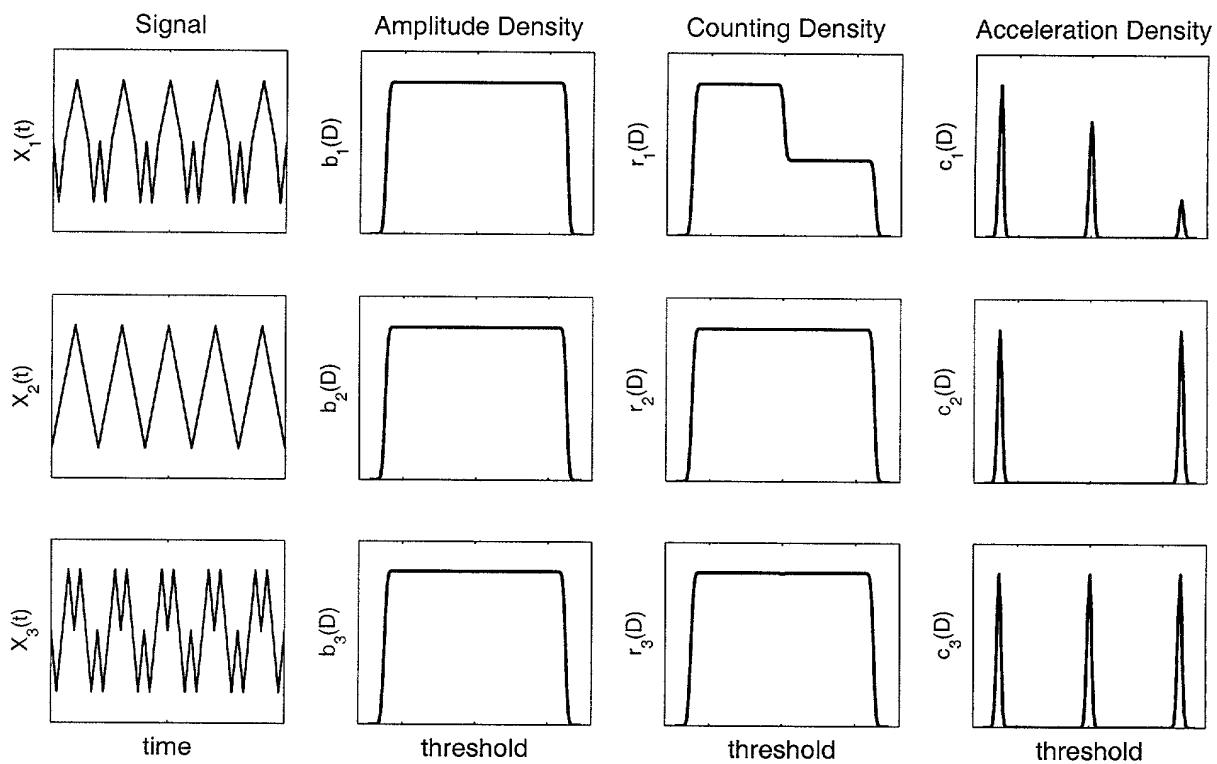 Signal
Amplitude Density
Counting Density
Acceleration Density
X1(t)
b1(D)
r1(D)
c1(D)
X2(t)
b2(D)
r2(D)
c2(D)
X3(t)
b3(D)
r3(D)
c3(D)
time
threshold
threshold
threshold